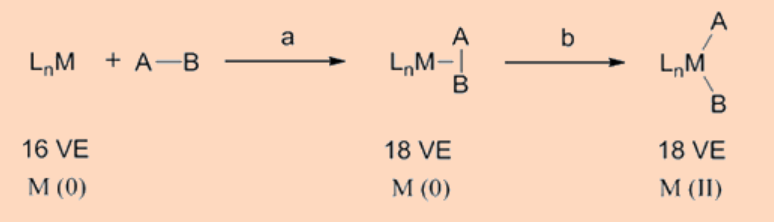 a
b
LₙM + A—B
LₙM
A
B
LₙM
A
B
16 VE
18 VE
18 VE
M (0)
M (0)
M (II)